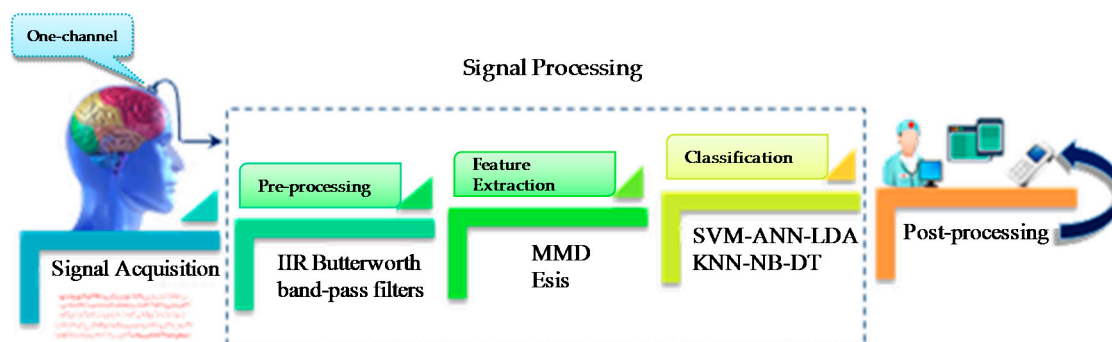 One-channel
Signal Processing
Pre-processing
Feature
Extraction
Classification
Signal Acquisition
IIR Butterworth
band-pass filters
MMD
Esis
SVM-ANN-LDA
KNN-NB-DT
Post-processing